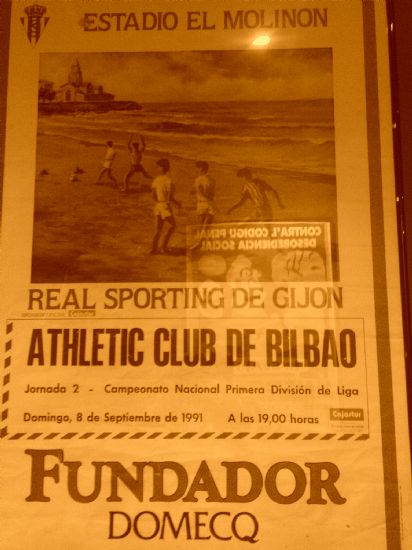 ESTADIO EL MOLINON
CONTRA'L CODIGU PENAL
DESOBEDIENCIA SOCIAL
REAL SPORTING DE GIJON
Cajastur
ATHLETIC CLUB DE BILBAO
Jornada 2 - Campeonato Nacional Primera División de Liga
Domingo, 8 de Septiembre de 1991 A las 19,00 horas
Cajastur
FUNDADOR
DOMECQ